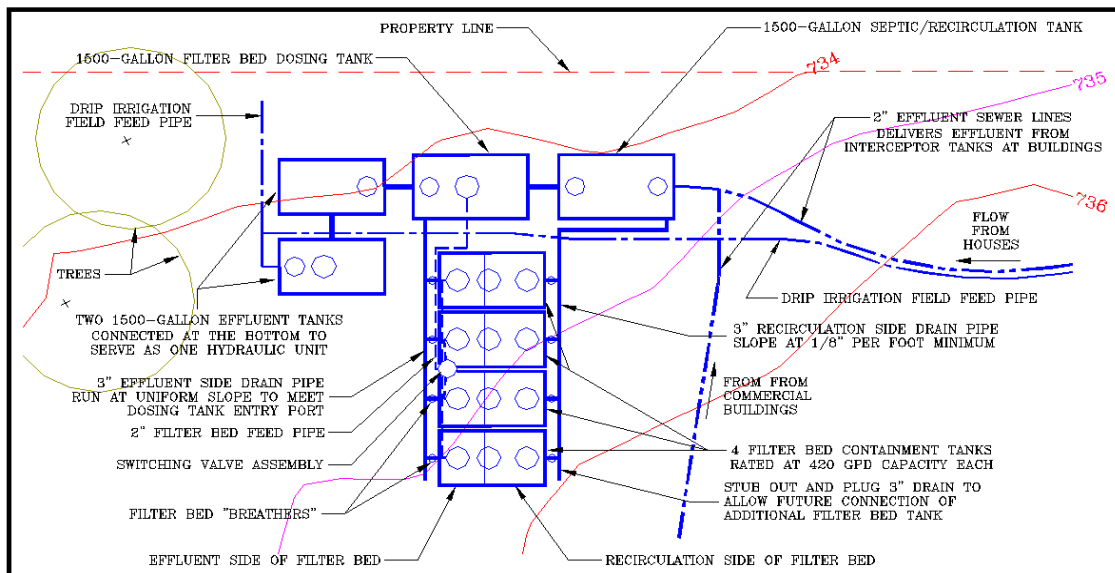 PROPERTY LINE
1500-GALLON SEPTIC/RECIRCULATION TANK
1500-GALLON FILTER BED DOSING TANK
734
735
DRIP IRRIGATION
FIELD FEED PIPE
2" EFFLUENT SEWER LINES
DELIVERS EFFLUENT FROM
INTERCEPTOR TANKS AT BUILDINGS
736
FLOW
FROM
HOUSES
TREES
DRIP IRRIGATION FIELD FEED PIPE
TWO 1500-GALLON EFFLUENT TANKS
CONNECTED AT THE BOTTOM TO
SERVE AS ONE HYDRAULIC UNIT
3" RECIRCULATION SIDE DRAIN PIPE
SLOPE AT 1/8" PER FOOT MINIMUM
3" EFFLUENT SIDE DRAIN PIPE
RUN AT UNIFORM SLOPE TO MEET
DOSING TANK ENTRY PORT
FROM FROM
COMMERCIAL
BUILDINGS
2" FILTER BED FEED PIPE
SWITCHING VALVE ASSEMBLY
4 FILTER BED CONTAINMENT TANKS
RATED AT 420 GPD CAPACITY EACH
STUB OUT AND PLUG 3" DRAIN TO
ALLOW FUTURE CONNECTION OF
ADDITIONAL FILTER BED TANK
FILTER BED "BREATHERS"
EFFLUENT SIDE OF FILTER BED
RECIRCULATION SIDE OF FILTER BED